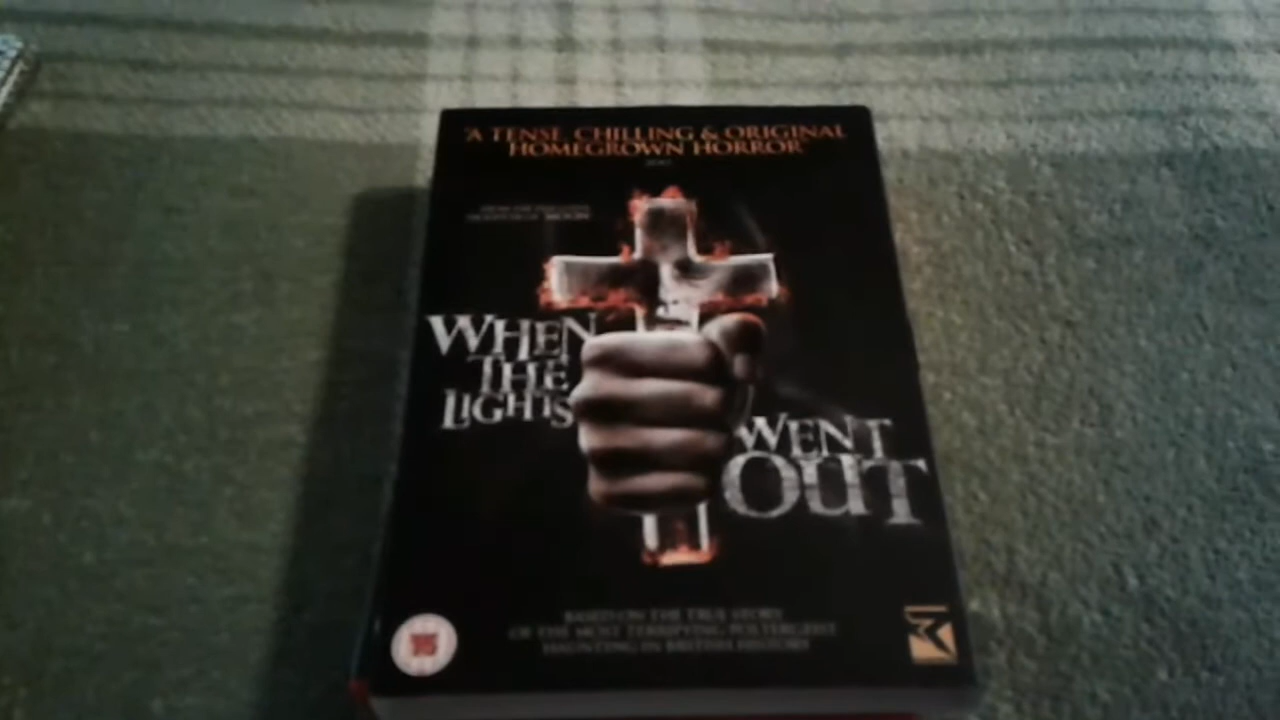 'A TENSE, CHILLING & ORIGINAL
HOMEGROWN HORROR'
WHEN
THE
LIGHTS
WENT
OUT
15
BASED ON THE TRUE STORY
OF THE MOST TERRIFYING POLTERGEIST
HAUNTING IN BRITISH HISTORY